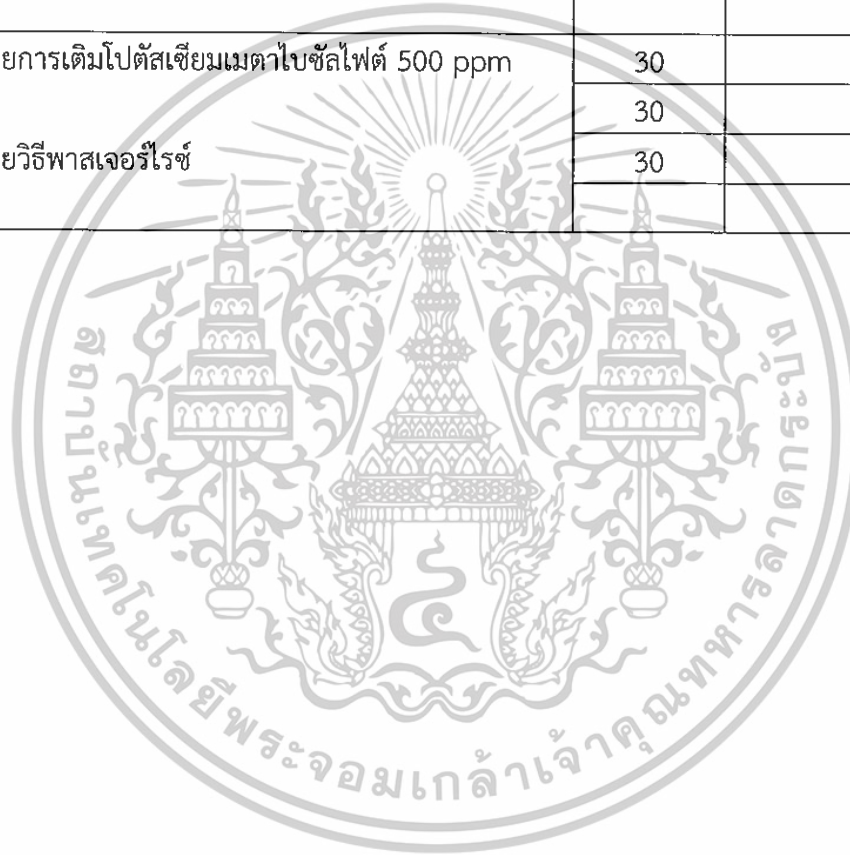 ยการเติมโปตัสเซียมเมตาไบซัลไฟต์ 500 ppm 30
30
ยวิธีพาสเจอร์ไรซ์ 30
สถาบันเทคโนโลยีพระจอมเกล้าเจ้าคุณทหารลาดกระบัง